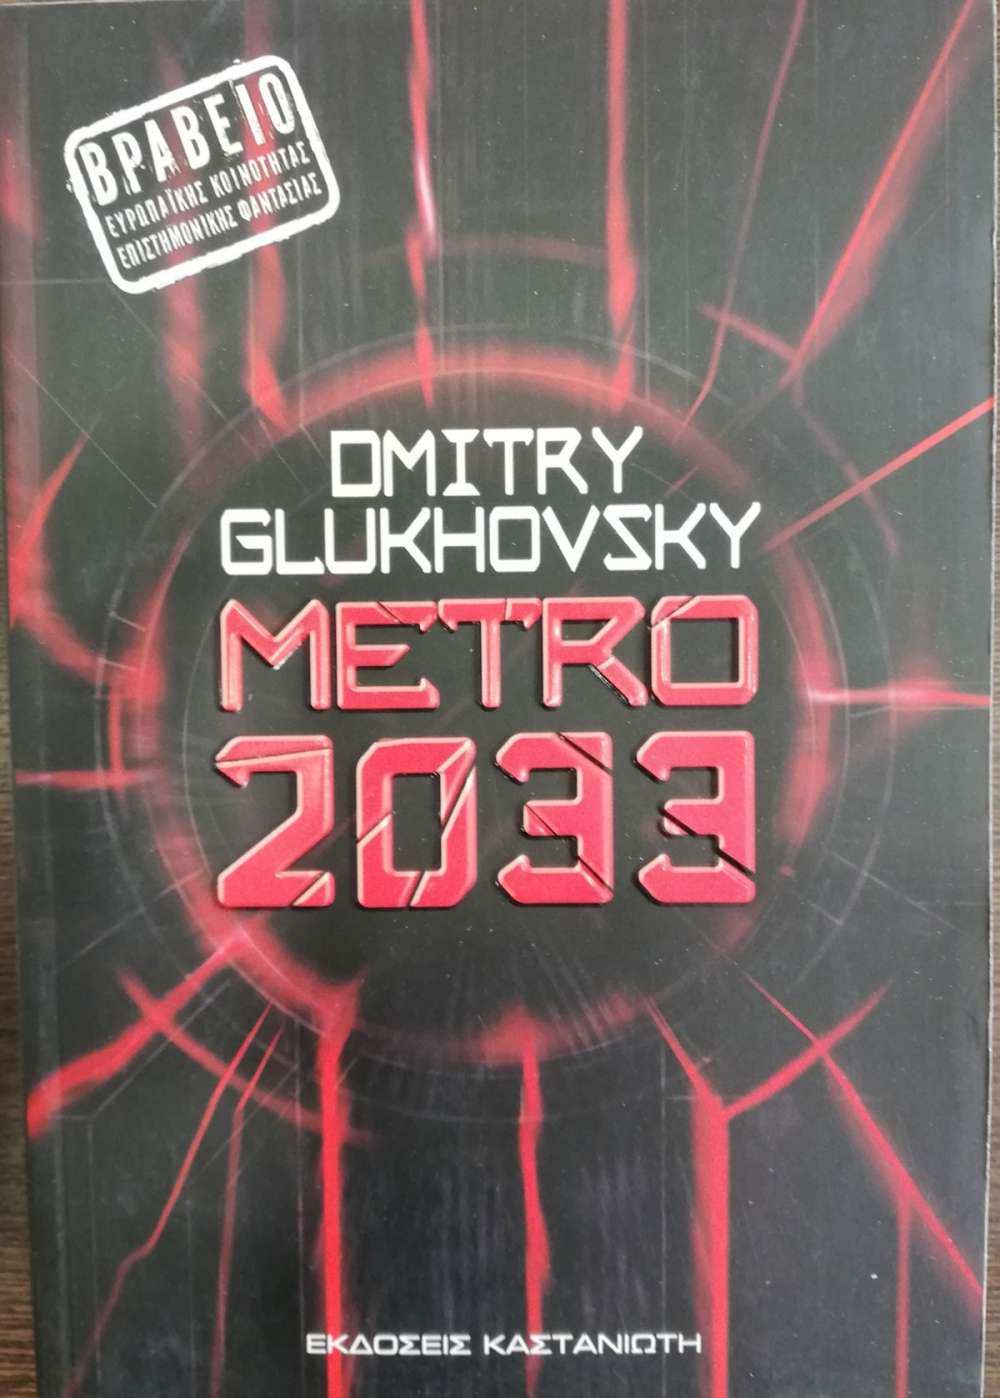 ΒΡΑΒΕΙΟ
ΕΥΡΩΠΑΪΚΗΣ ΚΟΙΝΟΤΗΤΑΣ
ΕΠΙΣΤΗΜΟΝΙΚΗΣ ΦΑΝΤΑΣΙΑΣ
DMITRY
GLUKHOVSKY
METRO
2033
ΕΚΔΟΣΕΙΣ ΚΑΣΤΑΝΙΩΤΗ